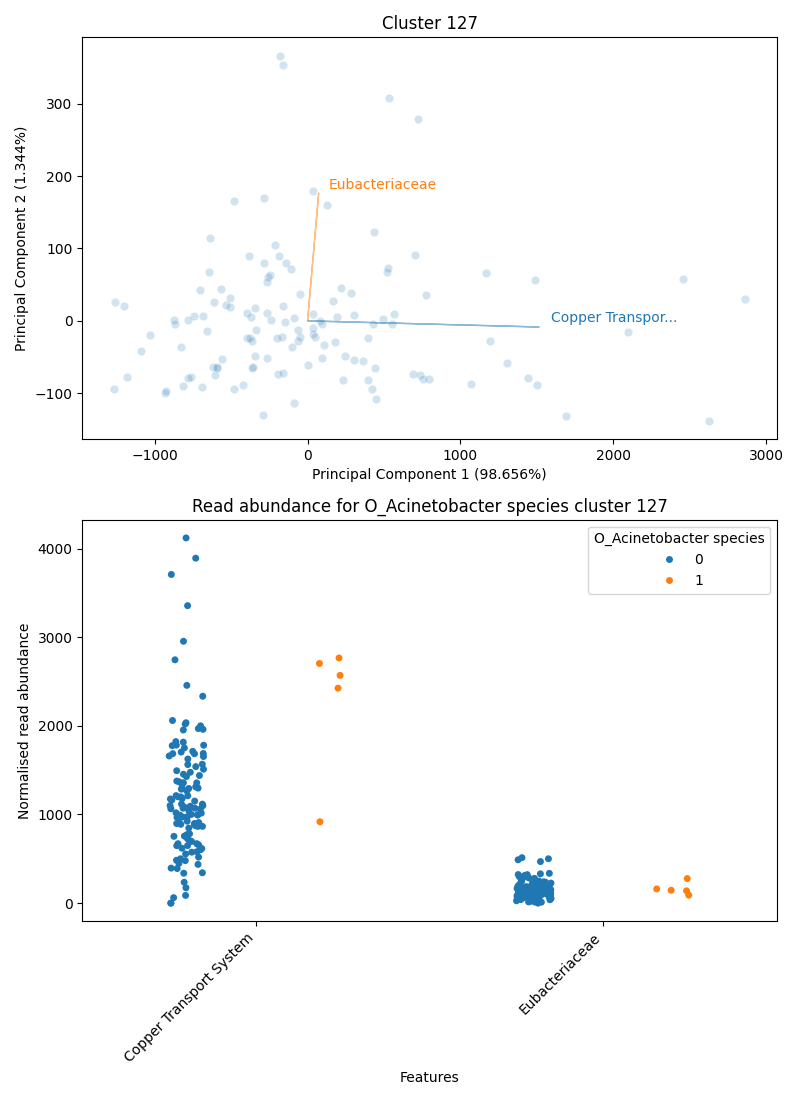 Cluster 127
Principal Component 2 (1.344%)
300
200
100
0
−100
Eubacteriaceae
Copper Transpor...
−1000
0
1000
2000
3000
Principal Component 1 (98.656%)
Read abundance for O_Acinetobacter species cluster 127
Normalised read abundance
4000
3000
2000
1000
0
O_Acinetobacter species
0
1
Copper Transport System
Eubacteriaceae
Features